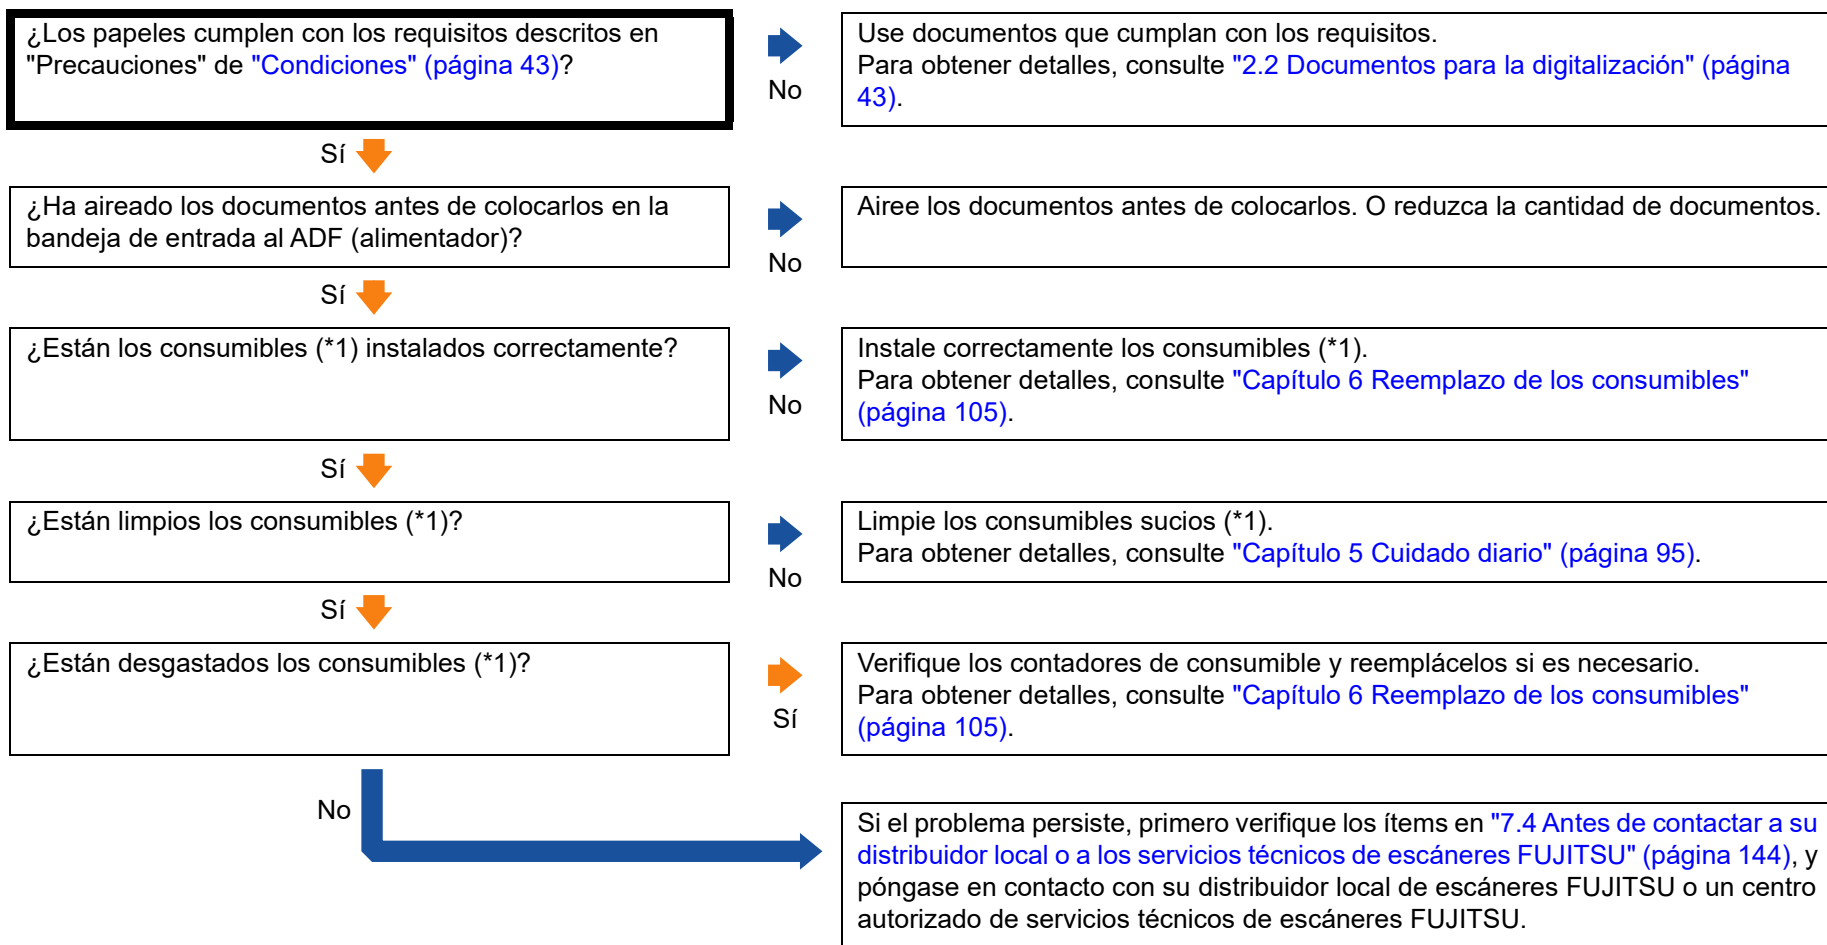 ¿Los papeles cumplen con los requisitos descritos en
"Precauciones" de "Condiciones" (página 43)?
No
Use documentos que cumplan con los requisitos.
Para obtener detalles, consulte "2.2 Documentos para la digitalización" (página
43).
Sí
¿Ha aireado los documentos antes de colocarlos en la
bandeja de entrada al ADF (alimentador)?
No
Airee los documentos antes de colocarlos. O reduzca la cantidad de documentos.
Sí
¿Están los consumibles (*1) instalados correctamente?
No
Instale correctamente los consumibles (*1).
Para obtener detalles, consulte "Capítulo 6 Reemplazo de los consumibles"
(página 105).
Sí
¿Están limpios los consumibles (*1)?
No
Limpie los consumibles sucios (*1).
Para obtener detalles, consulte "Capítulo 5 Cuidado diario" (página 95).
Sí
¿Están desgastados los consumibles (*1)?
Sí
Verifique los contadores de consumible y reemplácelos si es necesario.
Para obtener detalles, consulte "Capítulo 6 Reemplazo de los consumibles"
(página 105).
No
Si el problema persiste, primero verifique los ítems en "7.4 Antes de contactar a su
distribuidor local o a los servicios técnicos de escáneres FUJITSU" (página 144), y
póngase en contacto con su distribuidor local de escáneres FUJITSU o un centro
autorizado de servicios técnicos de escáneres FUJITSU.